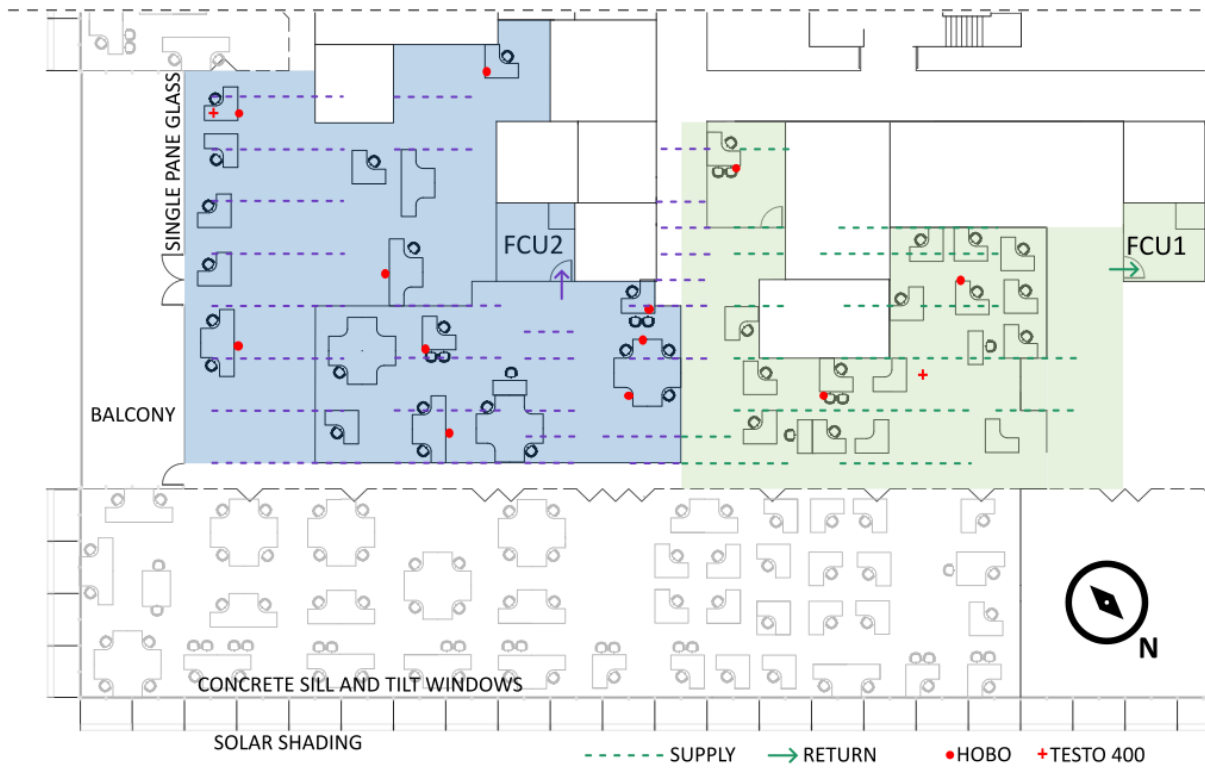 SINGLE PANE GLASS
FCU2
FCU1
BALCONY
N
CONCRETE SILL AND TILT WINDOWS
SOLAR SHADING
SUPPLY RETURN HOBO TESTO 400